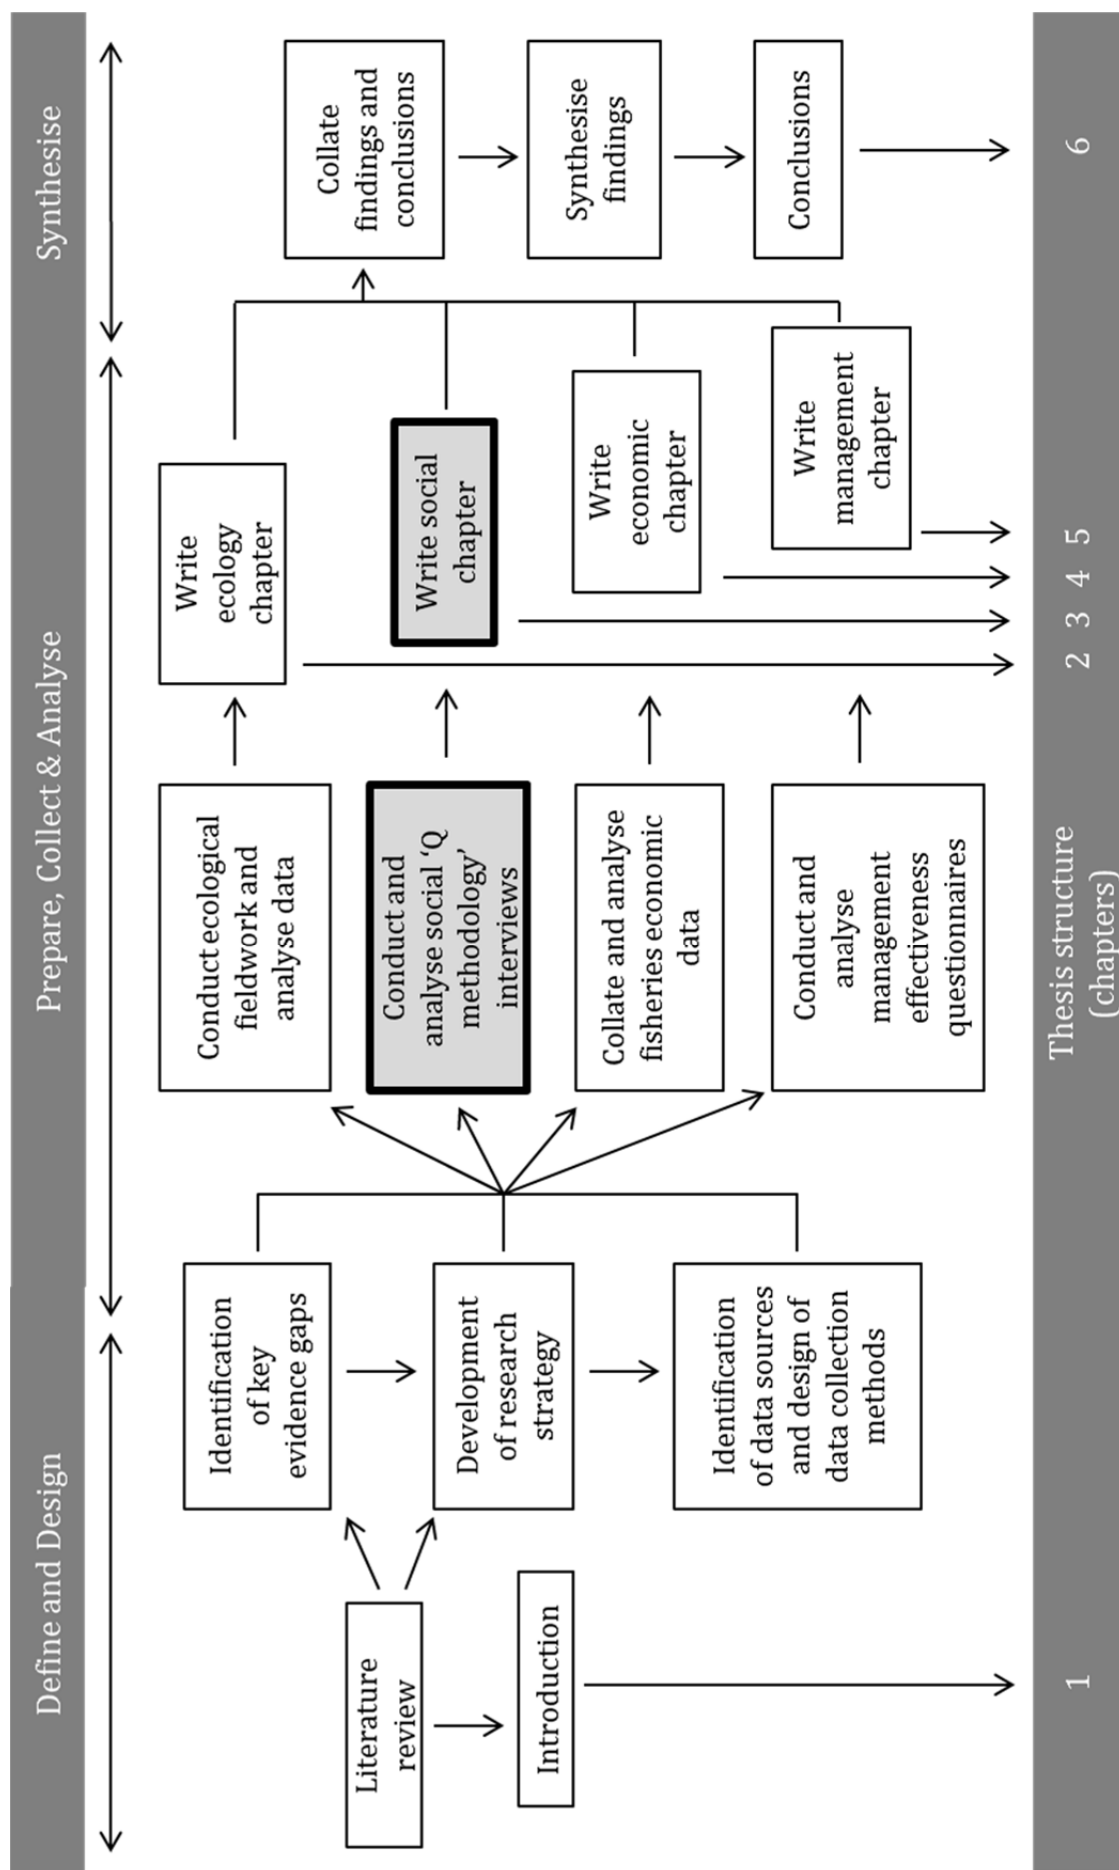 Define and Design
Prepare, Collect & Analyse
Synthesise
Literature
review
Introduction
Identification
of key
evidence gaps
Development
of research
strategy
Identification
of data sources
and design of
data collection
methods
Conduct ecological
fieldwork and
analyse data
Conduct and
analyse social ‘Q
methodology’
interviews
Collate and analyse
fisheries economic
data
Conduct and
analyse
management
effectiveness
questionnaires
Write
ecology
chapter
Write social
chapter
Write
economic
chapter
Write
management
chapter
Collate
findings and
conclusions
Synthesise
findings
Conclusions
1
Thesis structure
(chapters)
2
3
4
5
6